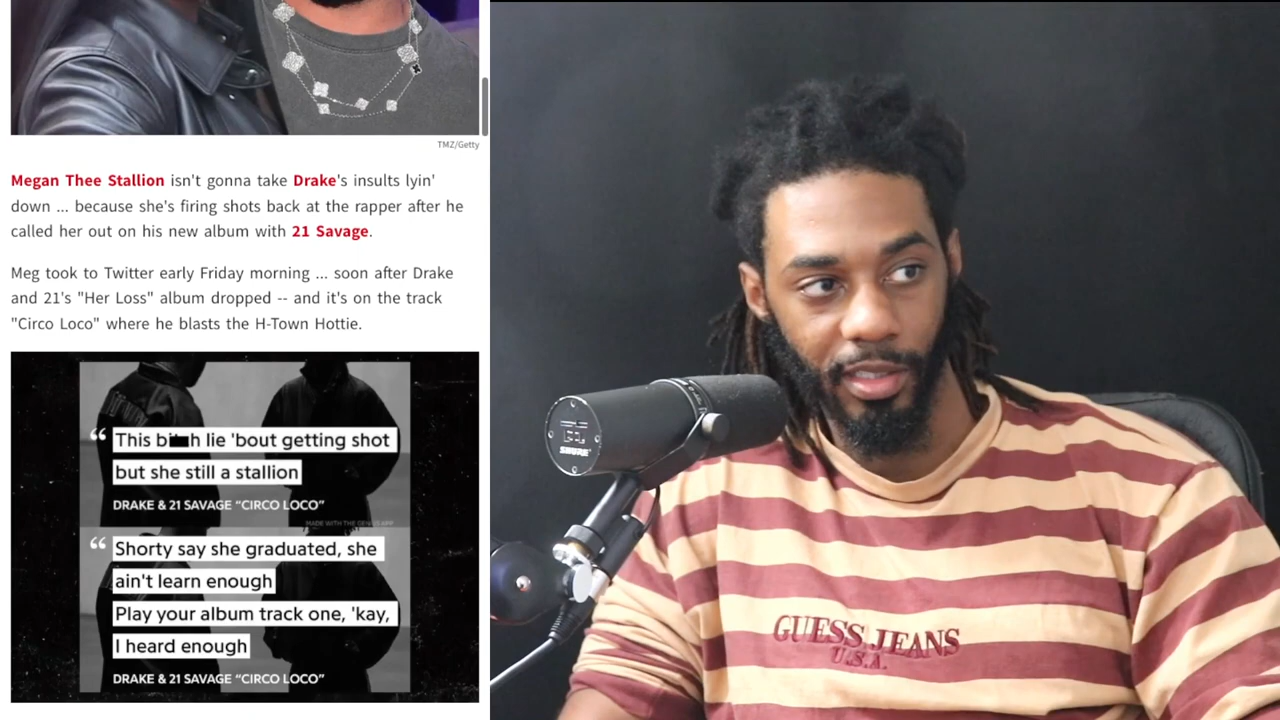 TMZ/Getty
Megan Thee Stallion isn't gonna take Drake's insults lyin'
down ... because she's firing shots back at the rapper after he
called her out on his new album with 21 Savage.
Meg took to Twitter early Friday morning ... soon after Drake
and 21's "Her Loss" album dropped -- and it's on the track
"Circo Loco" where he blasts the H-Town Hottie.
“ This b h lie 'bout getting shot
but she still a stallion
DRAKE & 21 SAVAGE “CIRCO LOCO”
MADE WITH THE GENIUS APP
“ Shorty say she graduated, she
ain't learn enough
Play your album track one, 'kay,
I heard enough
DRAKE & 21 SAVAGE “CIRCO LOCO”
SHURE
GUESS JEANS
U.S.A.